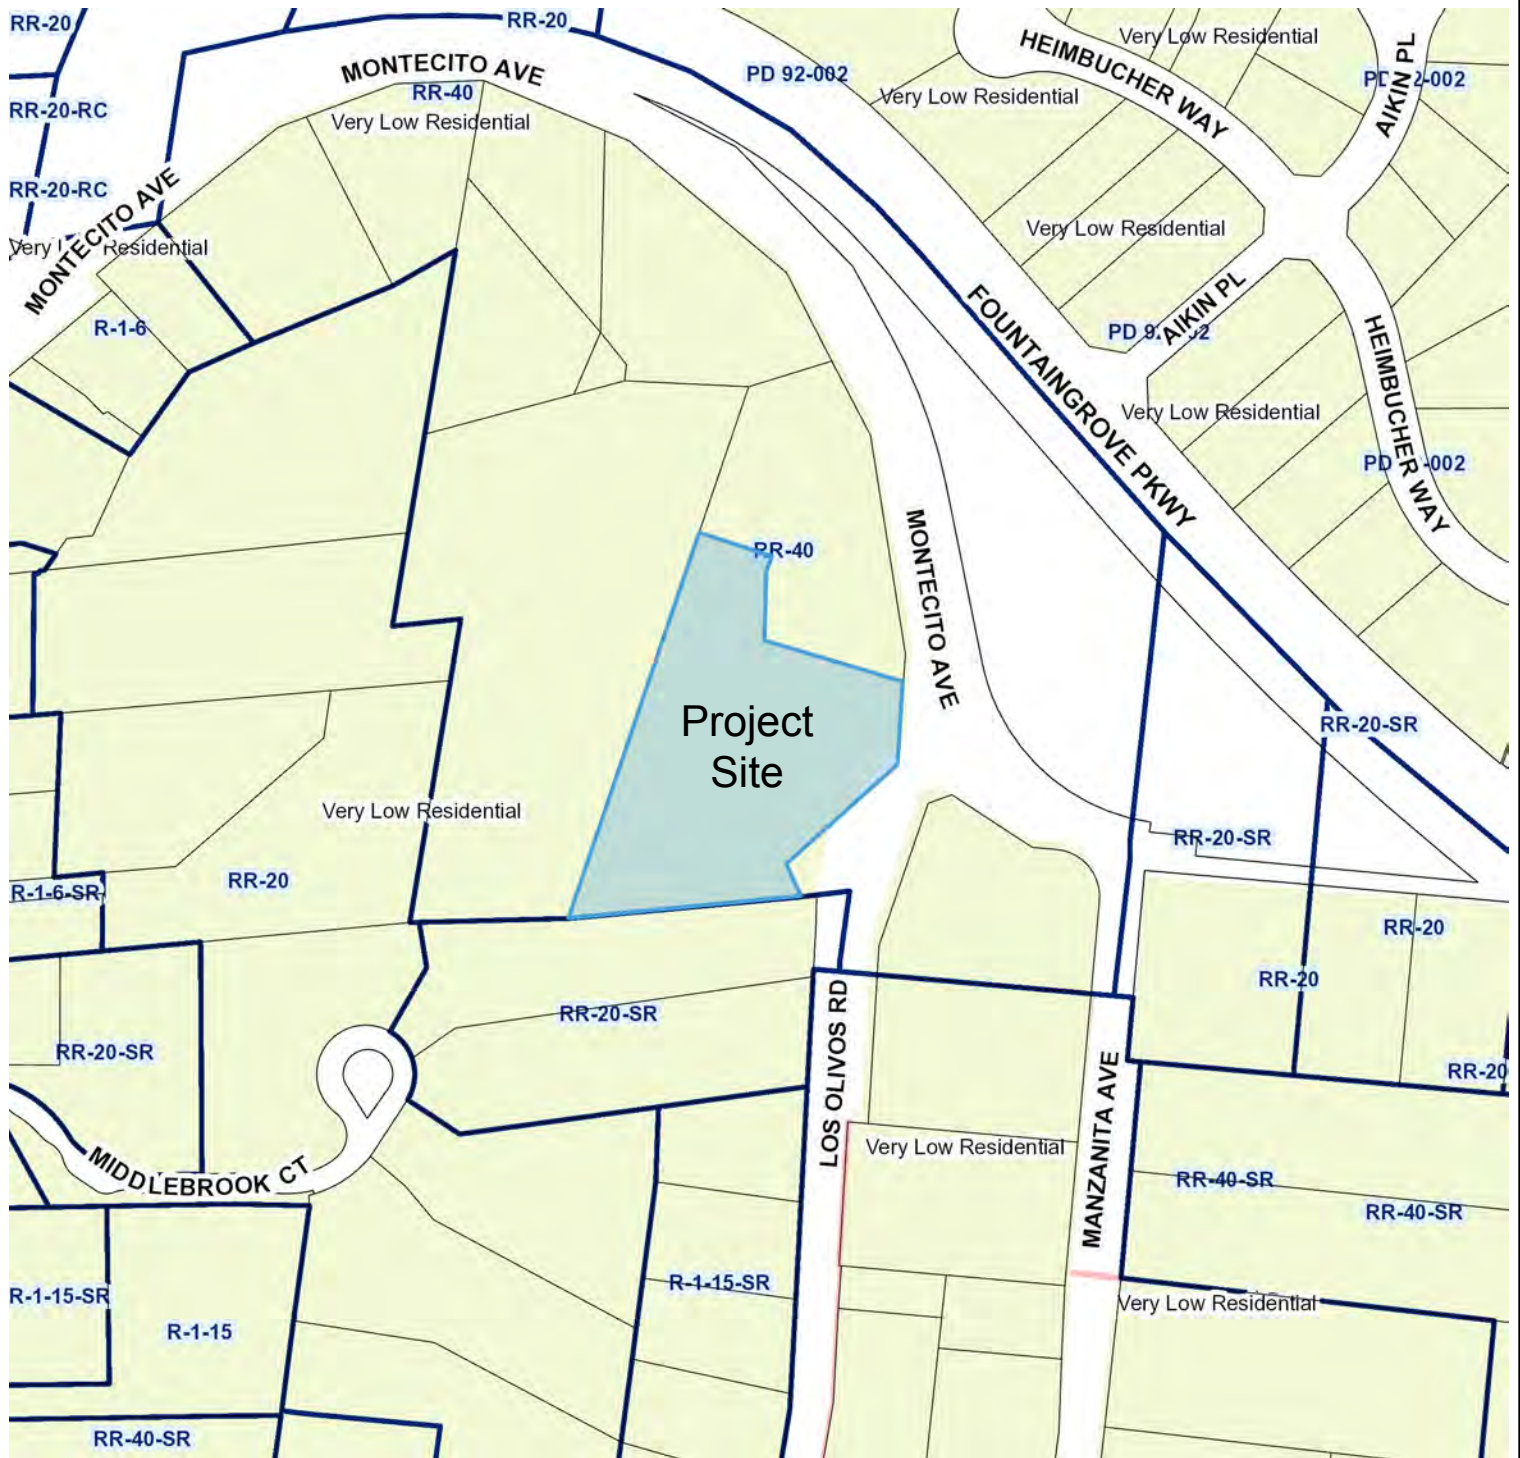 RR-20
RR-20
MONTECITO AVE
RR-40
Very Low Residential
PD 92-002
Very Low Residential
HEIMBUCHER WAY
Very Low Residential
AIKIN PL
RR-20-RC
RR-20-RC
MONTECITO AVE
Residential
R-1-6
Very Low Residential
AIKIN PL
FOUNTAINGROVE PKWY
HEIMBUCHER WAY
Very Low Residential
RR-40
MONTECITO AVE
Project
Site
RR-20-SR
Very Low Residential
RR-20-SR
RR-20
R-1-6-SR
RR-20
RR-20
RR-20-SR
RR-20-SR
LOS OLIVOS RD
MANZANITA AVE
RR-20
Very Low Residential
MIDDLEBROOK CT
RR-40-SR
RR-40-SR
R-1-15-SR
R-1-15-SR
Very Low Residential
R-1-15
RR-40-SR